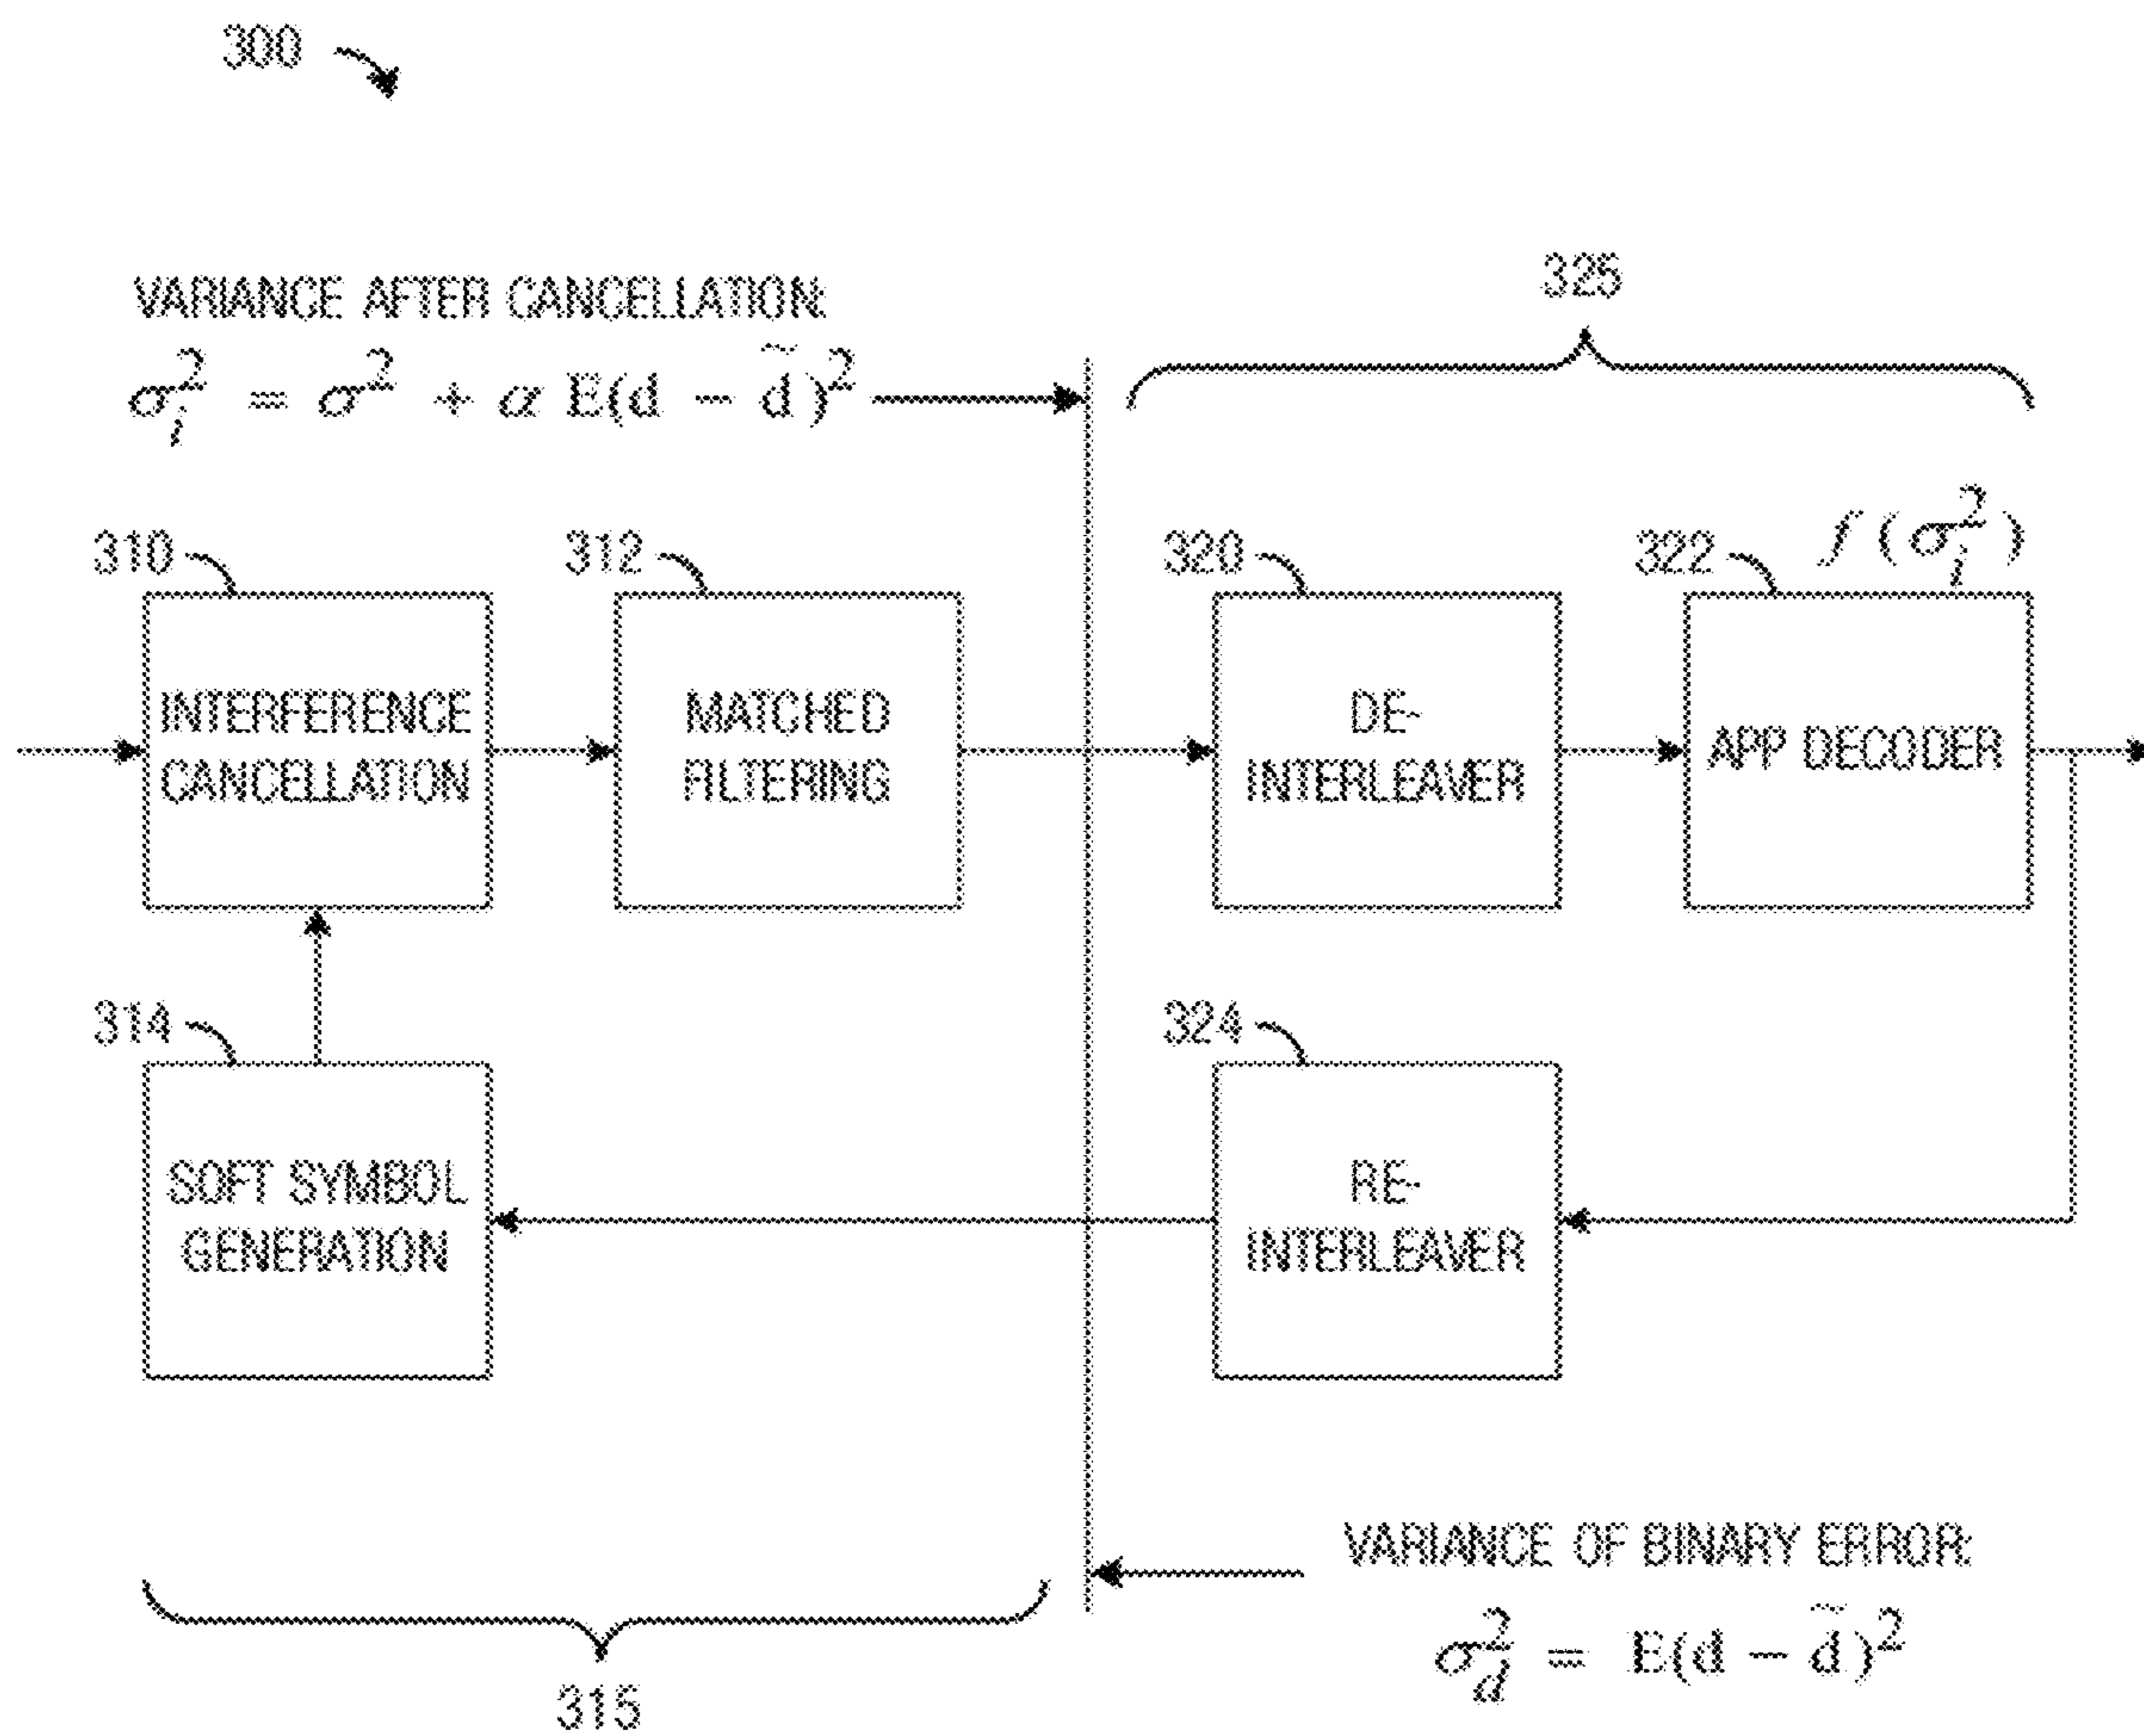 300
VARIANCE AFTER CANCELLATION:
σ_i^2 = σ^2 + α E(d - d̃)^2
325
310
312
320
322
f(σ_i^2)
INTERFERENCE
CANCELLATION
MATCHED
FILTERING
DE-
INTERLEAVER
APP DECODER
314
324
SOFT SYMBOL
GENERATION
RE-
INTERLEAVER
VARIANCE OF BINARY ERROR:
σ_d^2 = E(d - d̃)^2
315